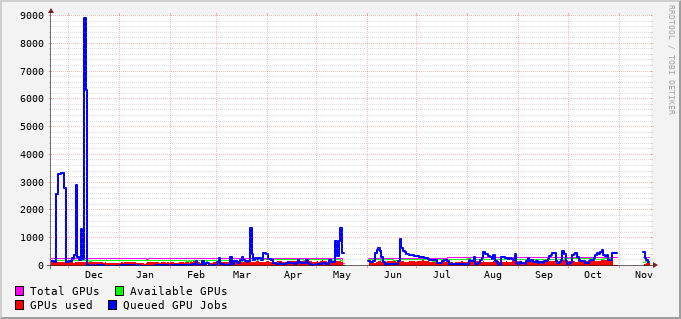 9000
8000
7000
6000
5000
4000
3000
2000
1000
0
Dec Jan Feb Mar Apr May Jun Jul Aug Sep Oct Nov
Total GPUs Available GPUs
GPUs used Queued GPU Jobs
RRDTOOL / TOBI OETIKER